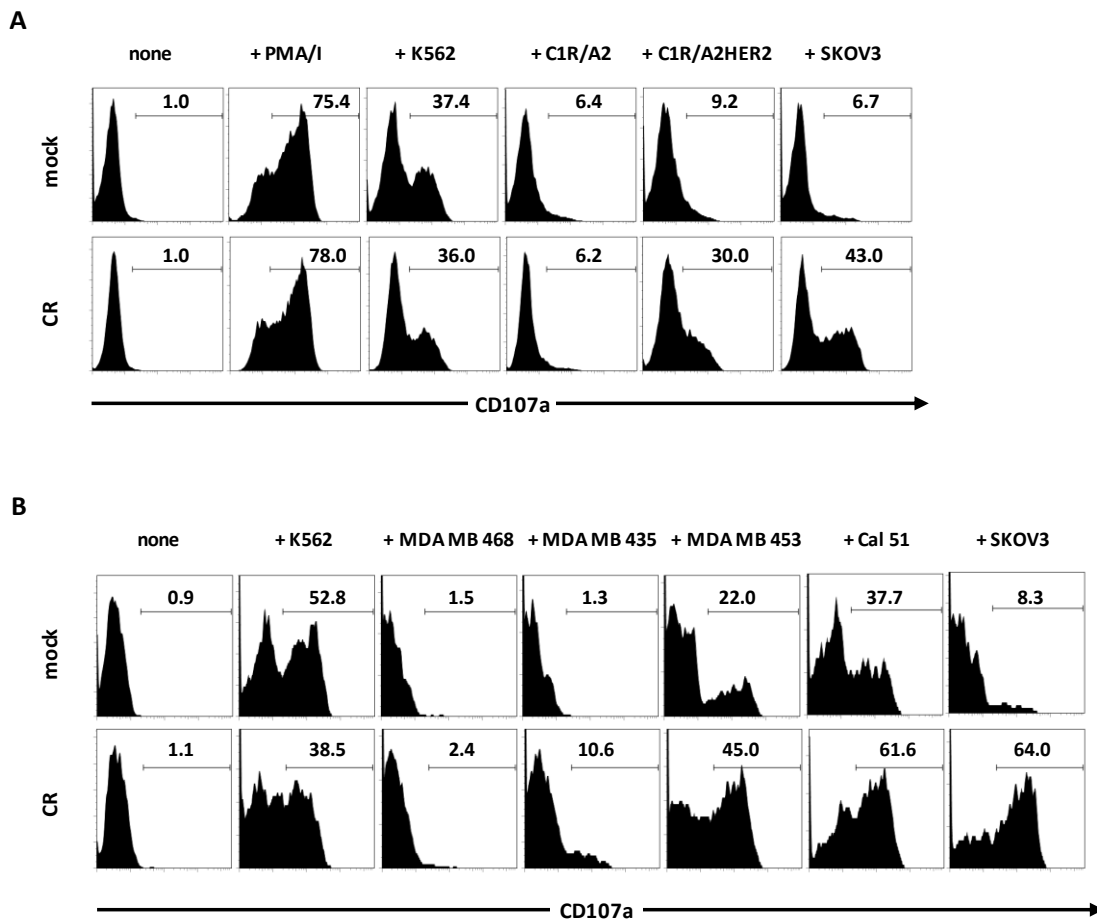 A
none + PMA/I + K562 + C1R/A2 + C1R/A2HER2 + SKOV3
mock 1.0 75.4 37.4 6.4 9.2 6.7
CR 1.0 78.0 36.0 6.2 30.0 43.0
CD107a
B
none + K562 + MDA MB 468 + MDA MB 435 + MDA MB 453 + Cal 51 + SKOV3
mock 0.9 52.8 1.5 1.3 22.0 37.7 8.3
CR 1.1 38.5 2.4 10.6 45.0 61.6 64.0
CD107a